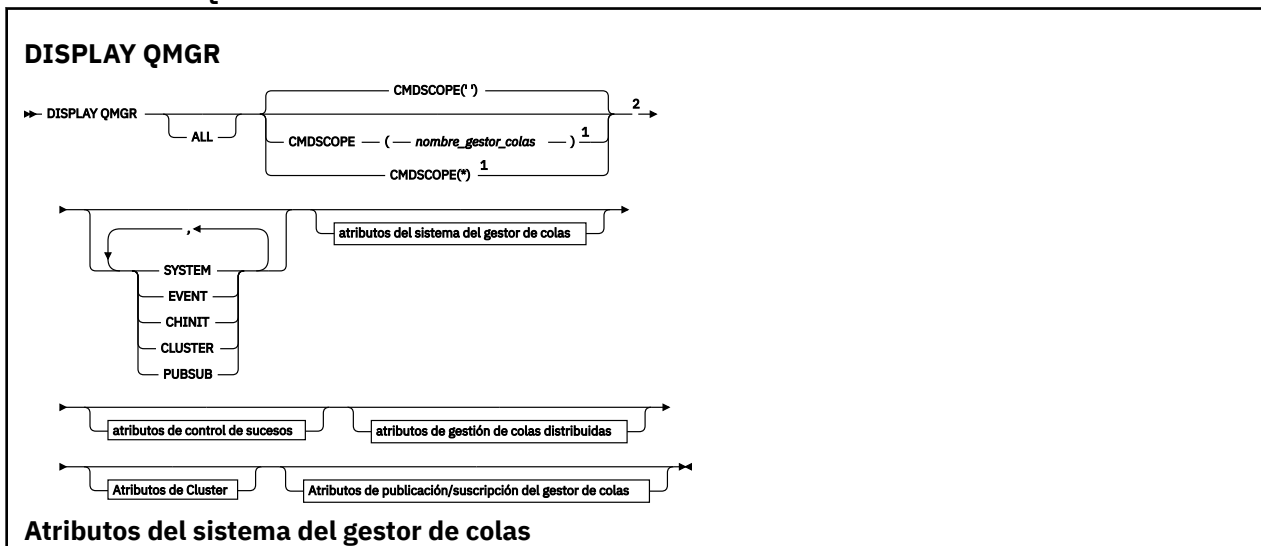 DISPLAY QMGR
CMDSCOPE(' ')
DISPLAY QMGR
ALL
CMDSCOPE ( nombre_gestor_colas ) 1
2
CMDSCOPE(*) 1
,
atributos del sistema del gestor de colas
SYSTEM
EVENT
CHINIT
CLUSTER
PUBSUB
atributos de control de sucesos
atributos de gestión de colas distribuidas
Atributos de Cluster
Atributos de publicación/suscripción del gestor de colas
Atributos del sistema del gestor de colas